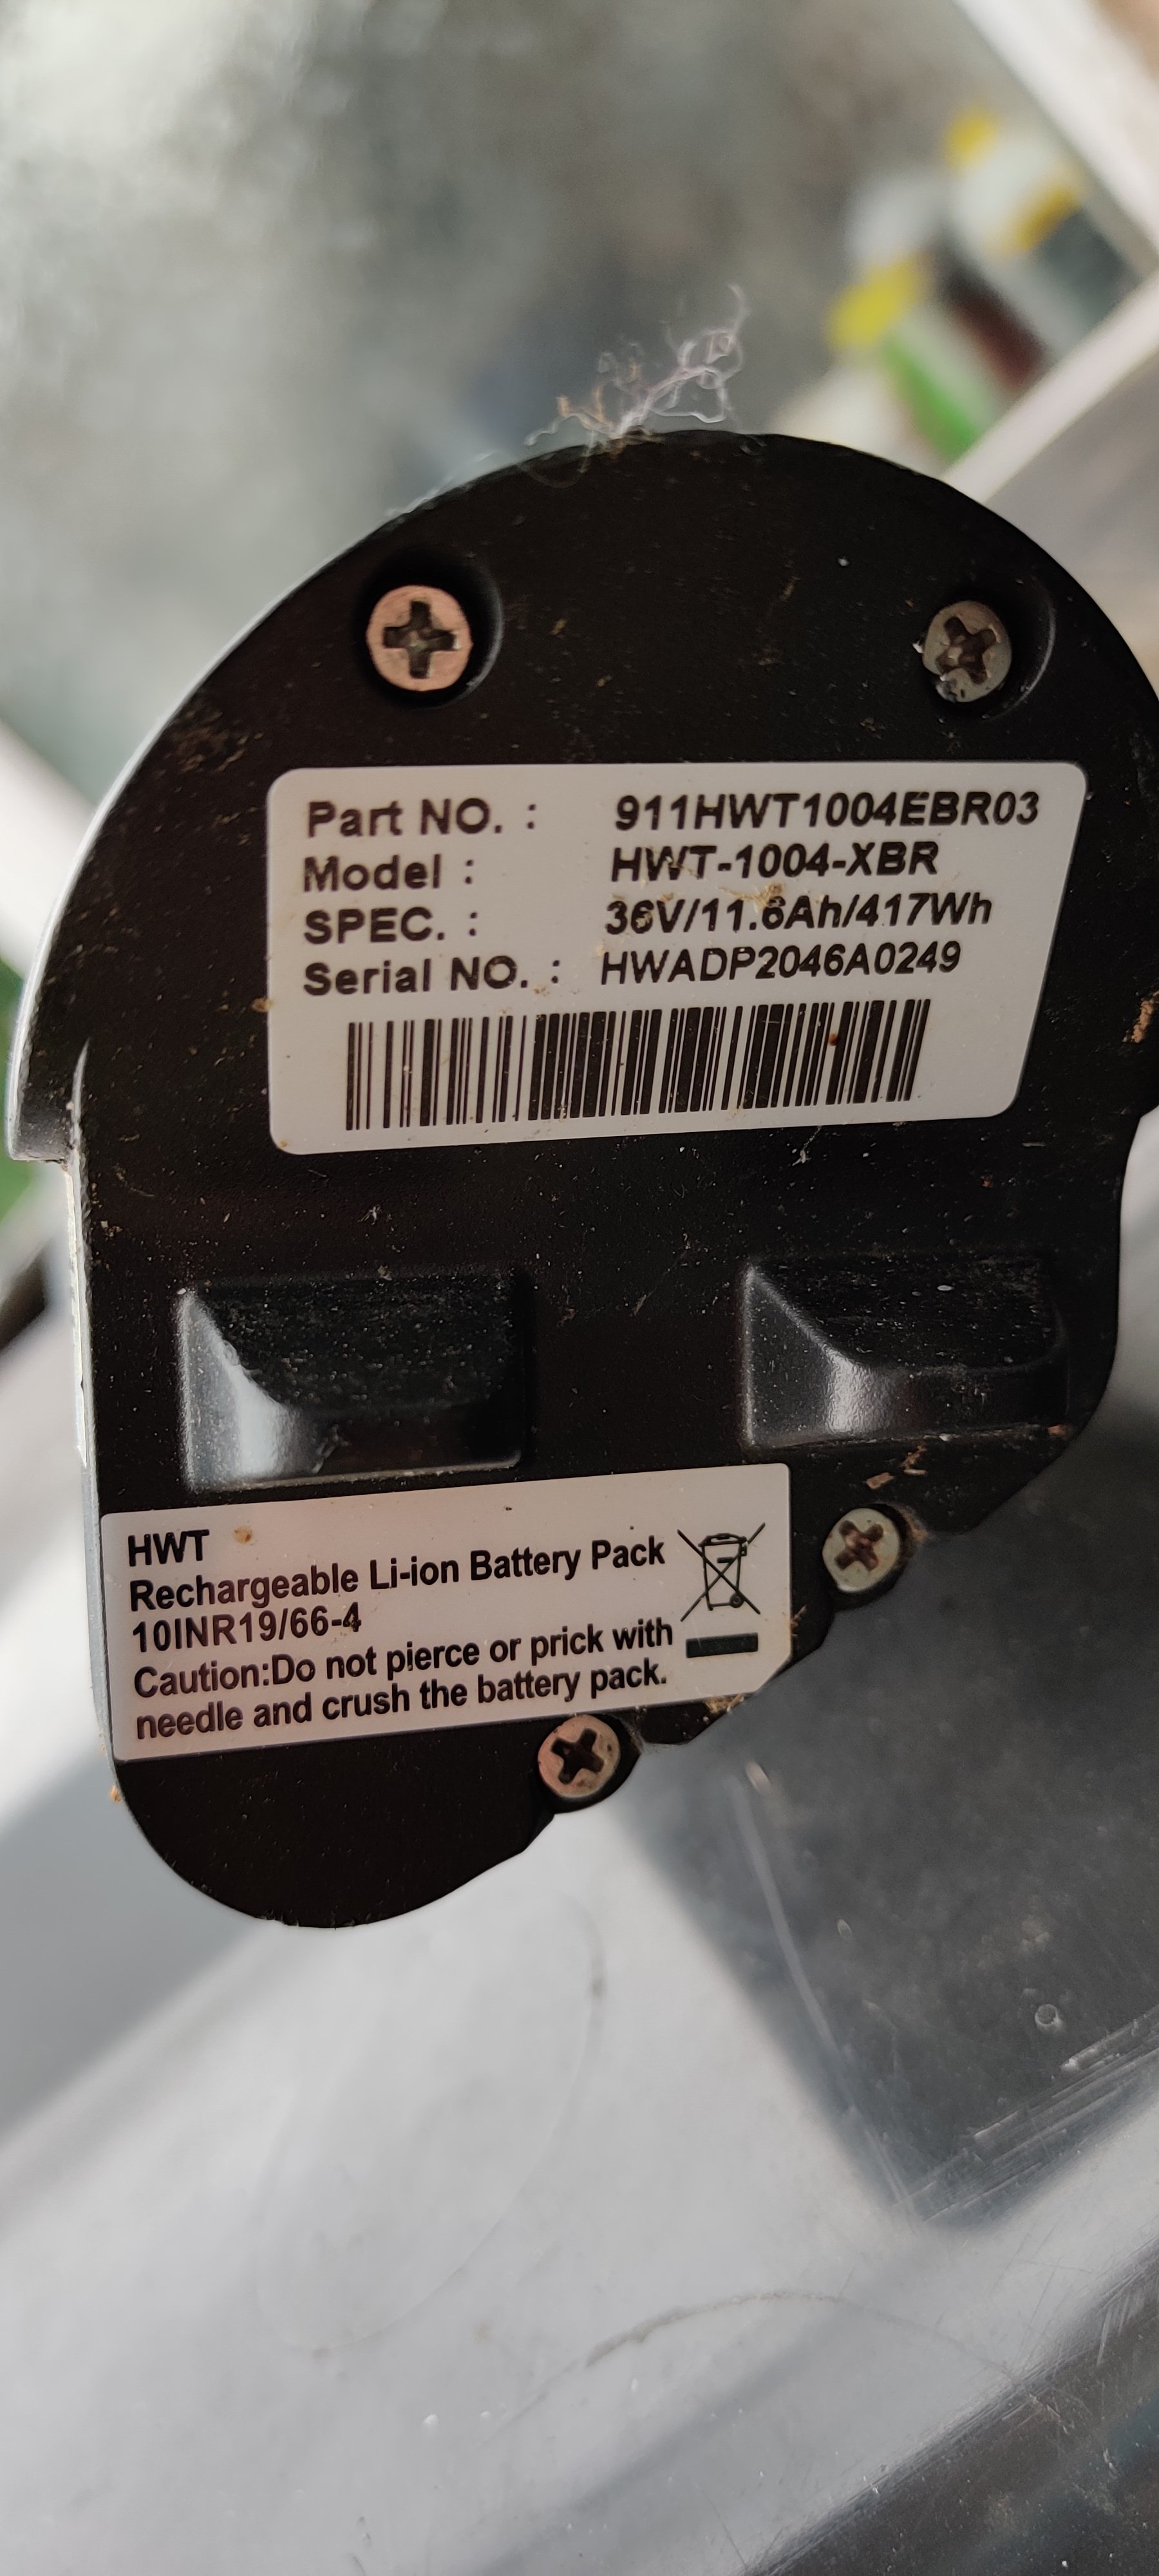 Part NO. : 911HWT1004EBR03
Model : HWT-1004-XBR
SPEC. : 36V/11.6Ah/417Wh
Serial NO. : HWADP2046A0249
HWT
Rechargeable Li-ion Battery Pack
10INR19/66-4
Caution:Do not pierce or prick with
needle and crush the battery pack.